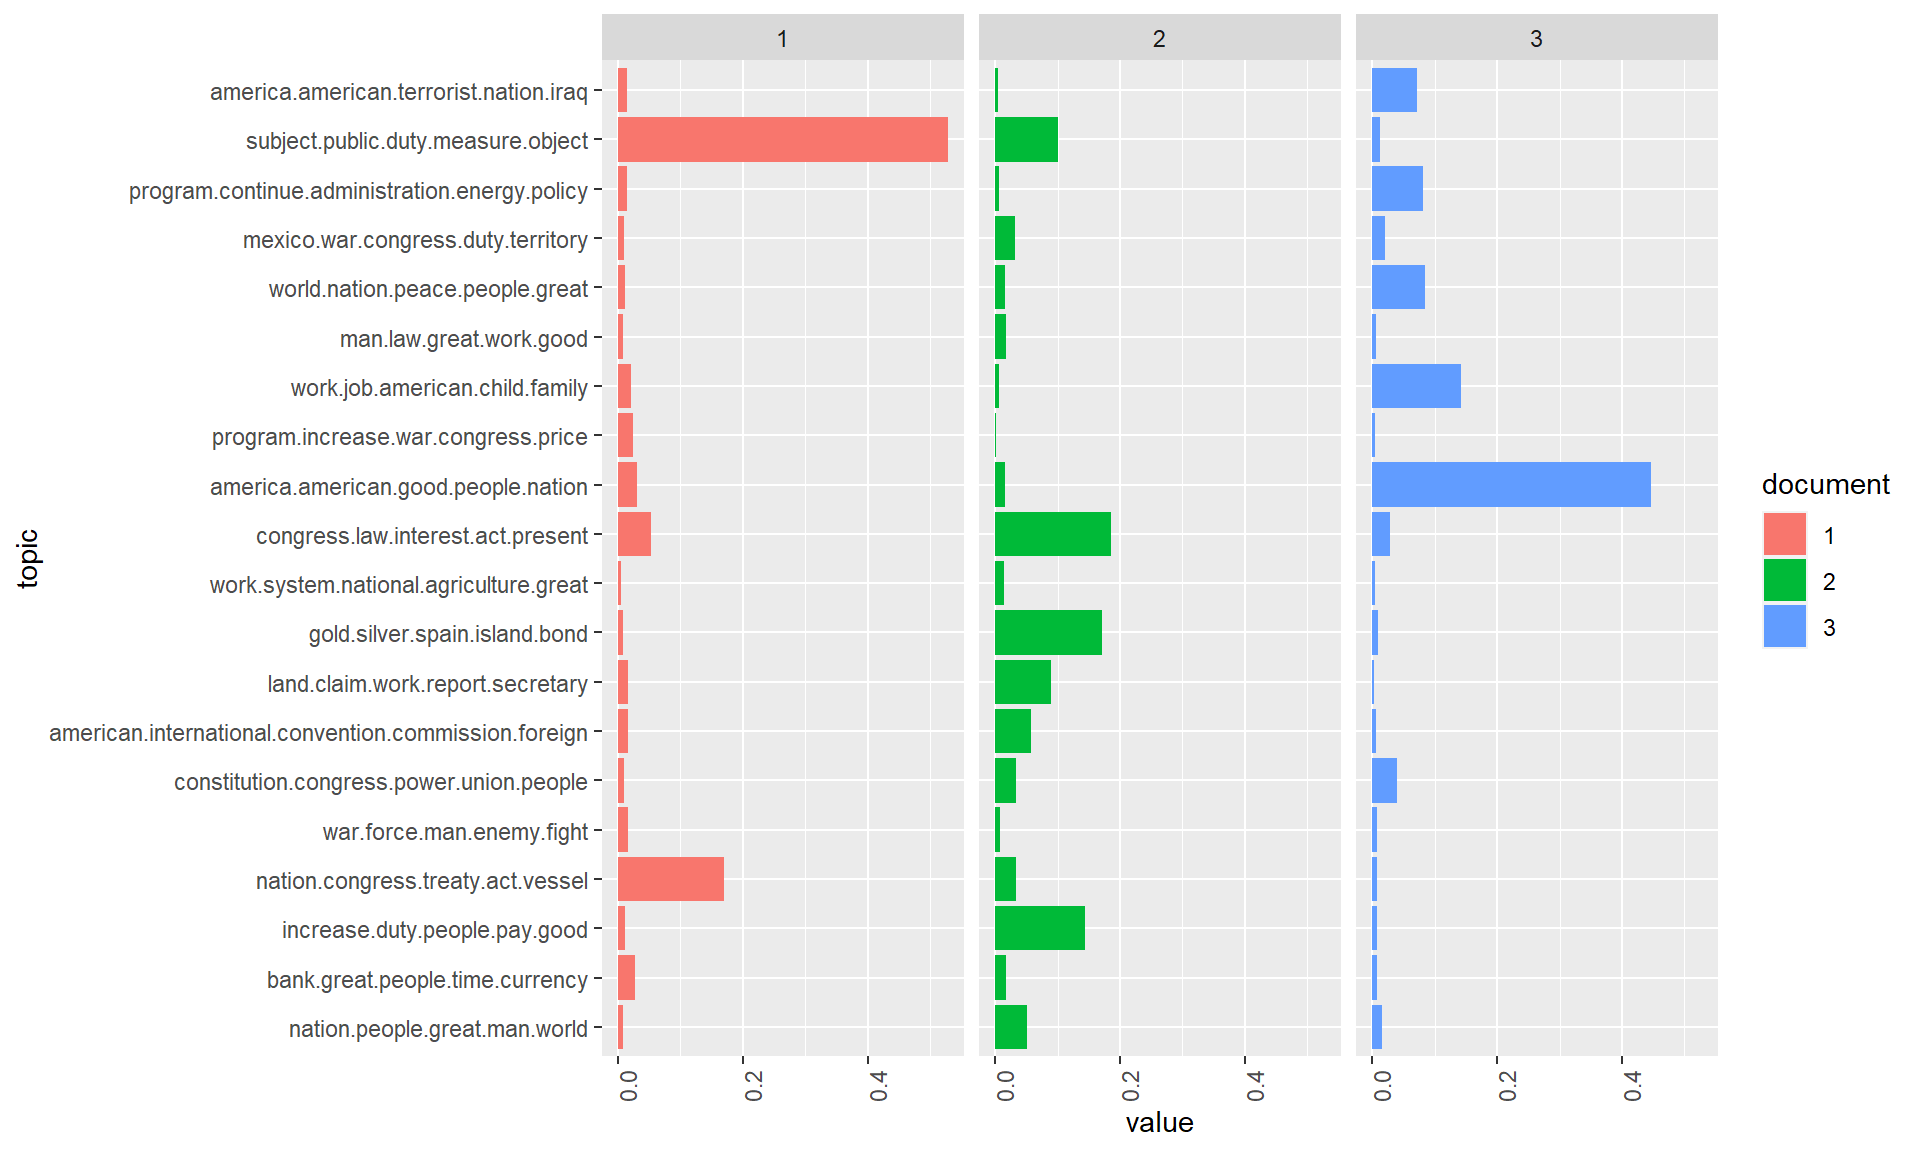 1
2
3
america.american.terrorist.nation.iraq
subject.public.duty.measure.object
program.continue.administration.energy.policy
mexico.war.congress.duty.territory
world.nation.peace.people.great
man.law.great.work.good
work.job.american.child.family
program.increase.war.congress.price
america.american.good.people.nation
congress.law.interest.act.present
work.system.national.agriculture.great
gold.silver.spain.island.bond
land.claim.work.report.secretary
american.international.convention.commission.foreign
constitution.congress.power.union.people
war.force.man.enemy.fight
nation.congress.treaty.act.vessel
increase.duty.people.pay.good
bank.great.people.time.currency
nation.people.great.man.world
topic
0.0
0.2
0.4
0.0
0.2
0.4
0.0
0.2
0.4
value
document
1
2
3